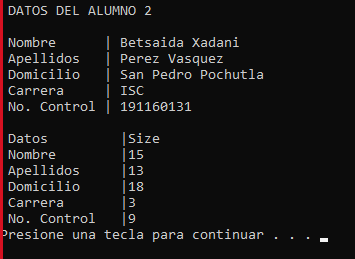 DATOS DEL ALUMNO 2
Nombre | Betsaida Xadani
Apellidos | Perez Vasquez
Domicilio | San Pedro Pochutla
Carrera | ISC
No. Control | 191160131
Datos |Size
Nombre |15
Apellidos |13
Domicilio |18
Carrera |3
No. Control |9
Presione una tecla para continuar . . .